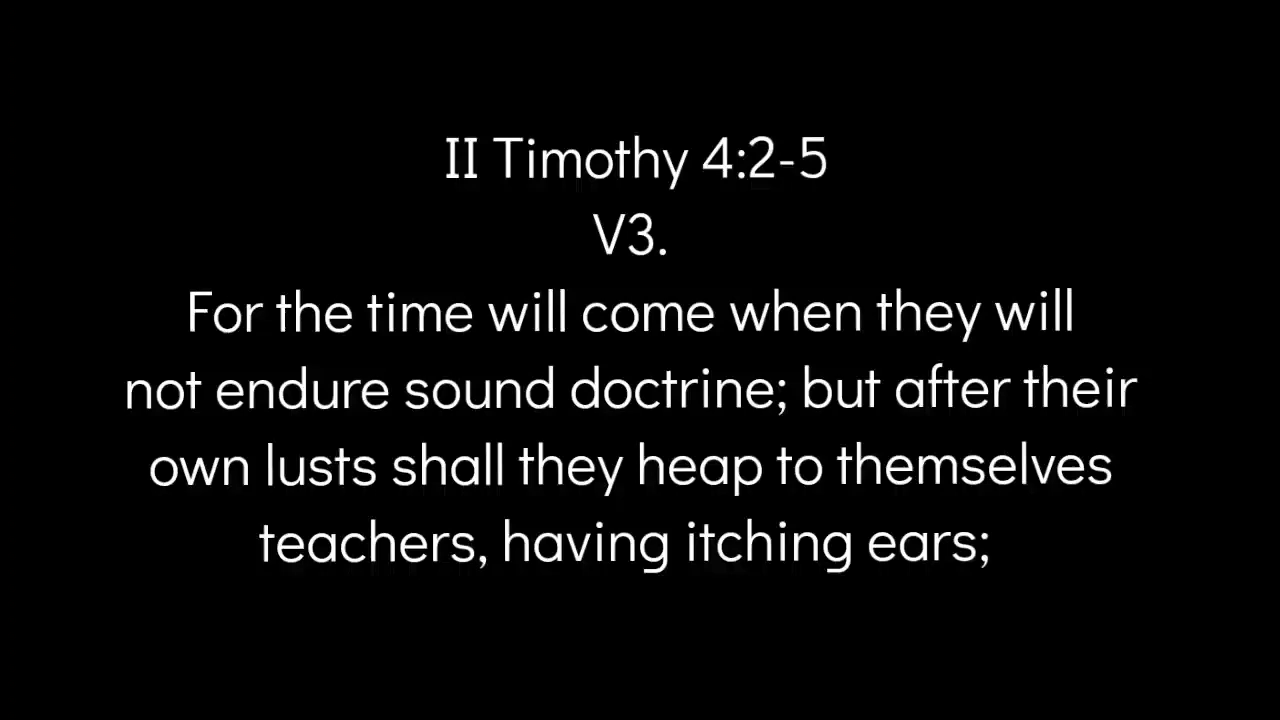 II Timothy 4:2-5
V3.
For the time will come when they will
not endure sound doctrine; but after their
own lusts shall they heap to themselves
teachers, having itching ears;